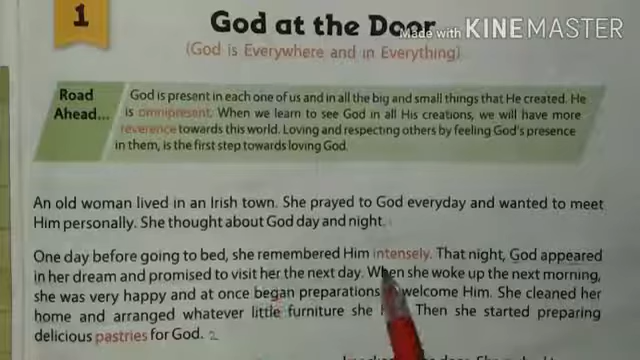 1
God at the Door
Made with KINEMASTER
(God is Everywhere and in Everything)
Road Ahead...
God is present in each one of us and in all the big and small things that He created. He
is omnipresent. When we learn to see God in all His creations, we will have more
reverence towards this world. Loving and respecting others by feeling God's presence
in them, is the first step towards loving God.
An old woman lived in an Irish town. She prayed to God everyday and wanted to meet
Him personally. She thought about God day and night.
One day before going to bed, she remembered Him intensely. That night, God appeared
in her dream and promised to visit her the next day. When she woke up the next morning,
she was very happy and at once began preparations welcome Him. She cleaned her
home and arranged whatever little furniture she Then she started preparing
delicious pastries for God. 2